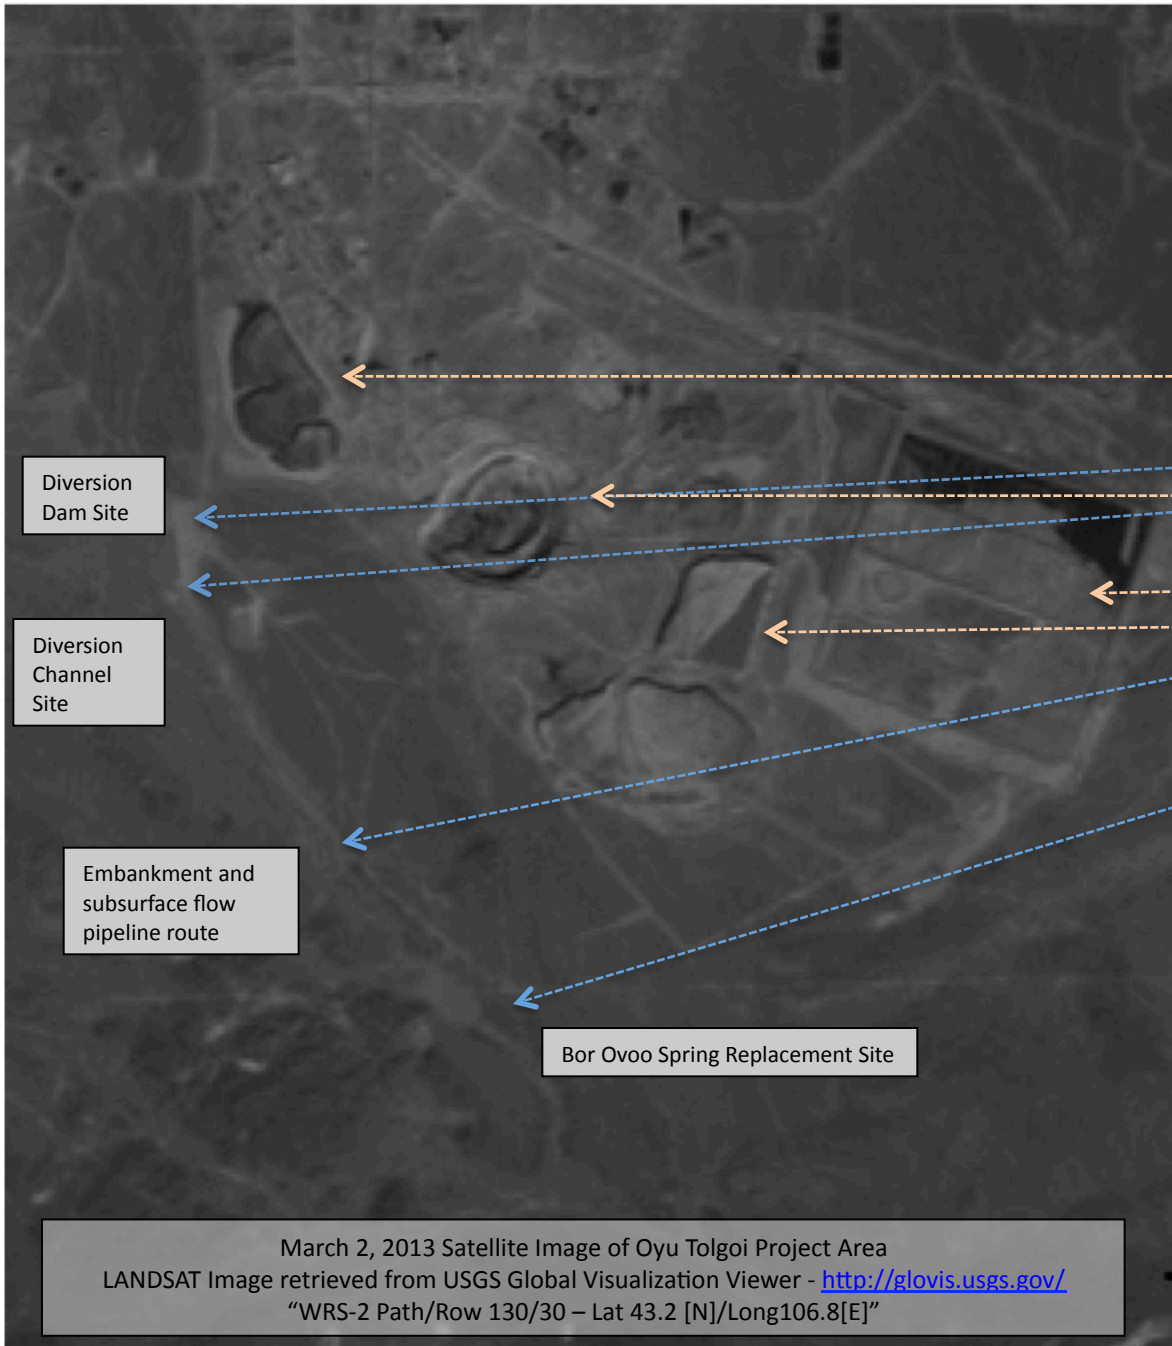 Diversion
Dam Site
Diversion
Channel
Site
Embankment and
subsurface flow
pipeline route
Bor Ovoo Spring Replacement Site
March 2, 2013 Satellite Image of Oyu Tolgoi Project Area
LANDSAT Image retrieved from USGS Global Visualization Viewer - http://glovis.usgs.gov/
“WRS-2 Path/Row 130/30 – Lat 43.2 [N]/Long106.8[E]”